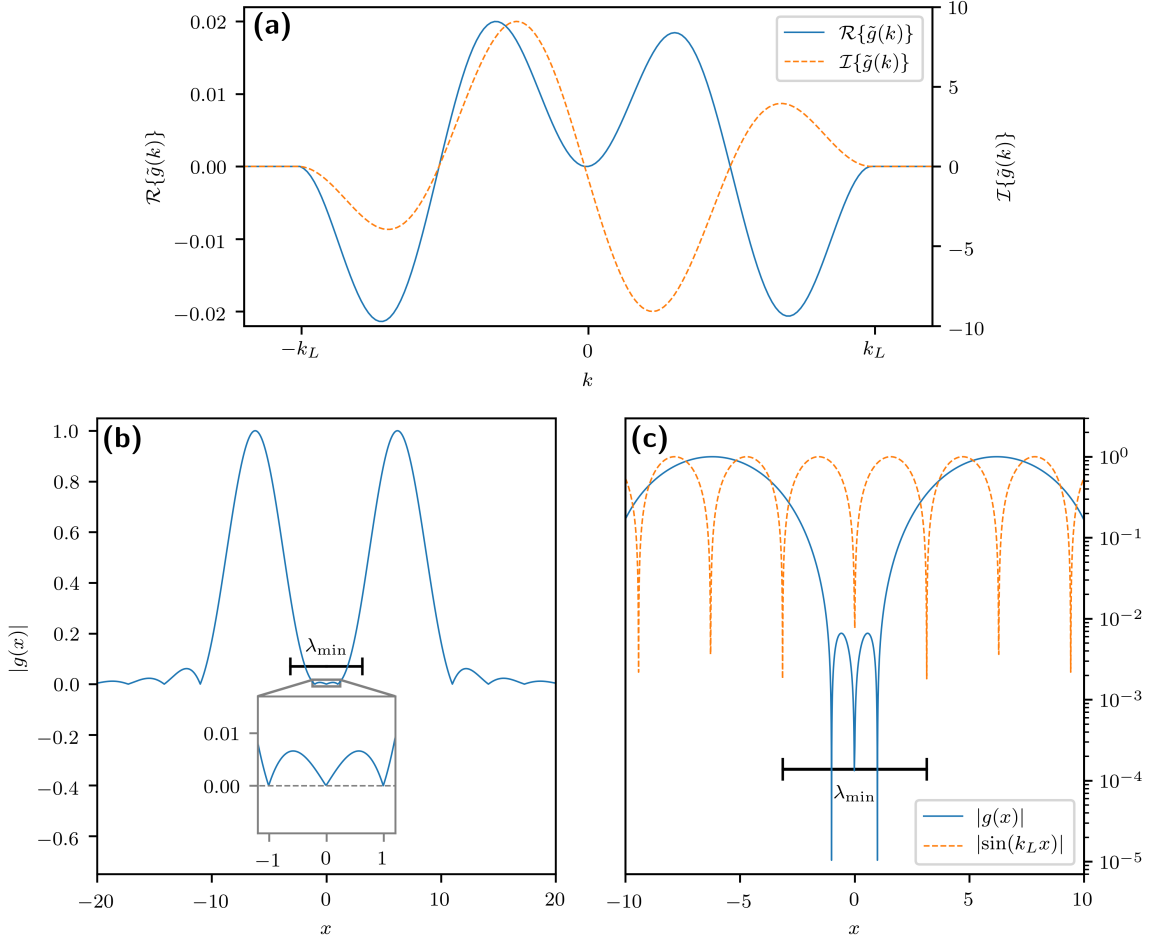 (a)
0.02
0.01
0.00
−0.01
−0.02
ℛ{g̃(k)}
10
5
0
−5
−10
ℐ{g̃(k)}
ℛ{g̃(k)}
ℐ{g̃(k)}
−k_L
0
k_L
k
(b)
1.0
0.8
0.6
0.4
0.2
0.0
−0.2
−0.4
−0.6
|g(x)|
λ_min
0.01
0.00
−1
0
1
−20
−10
0
10
20
x
(c)
10^0
10^−1
10^−2
10^−3
10^−4
10^−5
λ_min
|g(x)|
|sin(k_L x)|
−10
−5
0
5
10
x